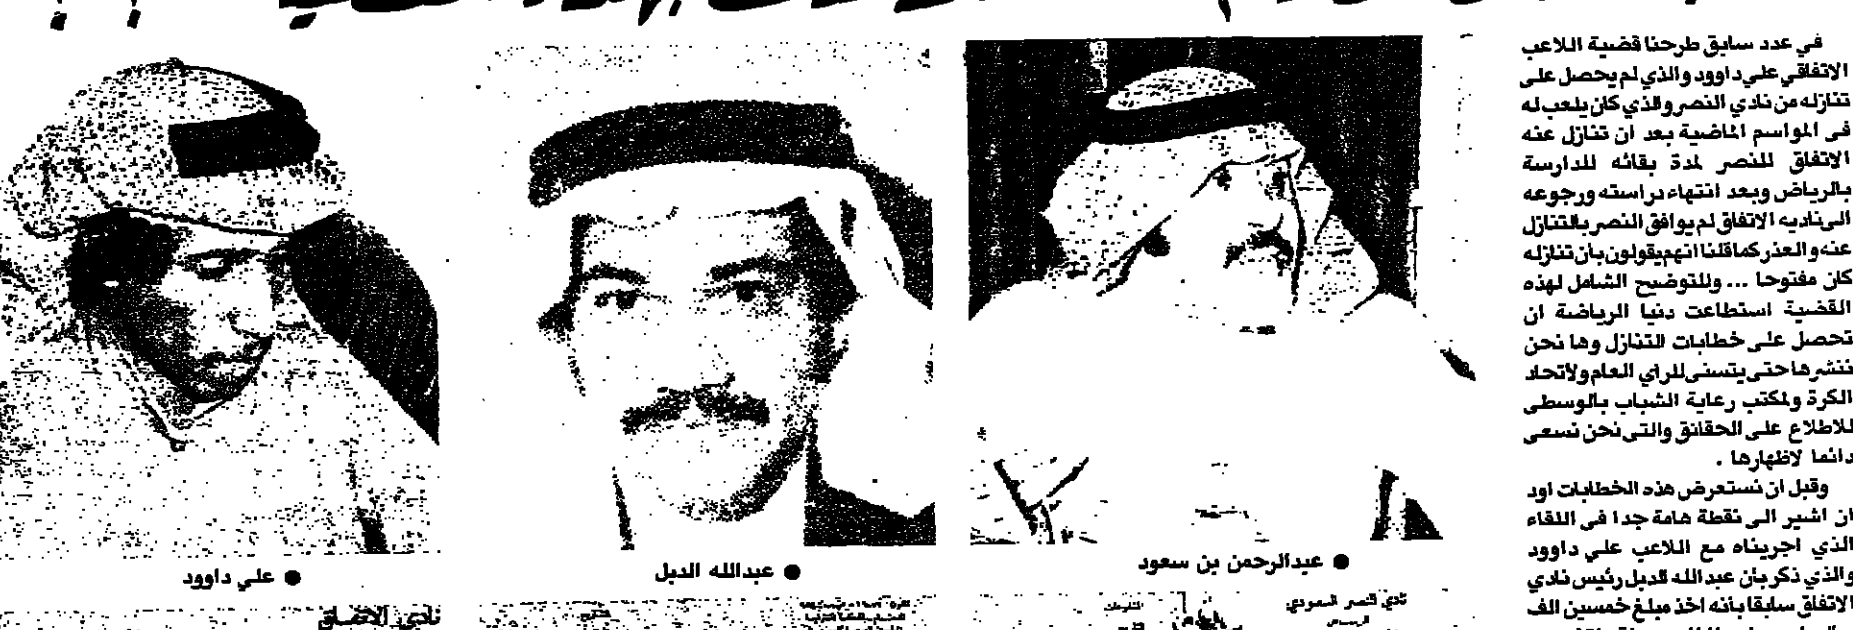 في عدد سابق طرحنا قضية اللاعب
الاتفاقي علي داوود والذي لم يحصل على
تنازله من نادي النصر والذي كان يلعب له
فى المواسم الماضية بعد ان تنازل عنه
الاتفاق للنصر لمدة بقائه للدارسة
بالرياض وبعد انتهاء دراسته ورجوعه
الى ناديه الاتفاق لم يوافق النصر بالتنازل
عنه والعذر كما قلنا انهم يقولون بأن تنازله
كان مفتوحا ... وللتوضيح الشامل لهذه
القضية استطاعت دنيا الرياضة ان
تحصل على خطابات التنازل وها نحن
ننشرها حتى يتسنى للراي العام ولاتحاد
الكرة ولمكتب رعاية الشباب بالوسطى
للاطلاع على الحقائق والتى نحن نسعى
دائما لاظهارها .
وقبل ان نستعرض هذه الخطابات اود
ان اشير الى نقطة هامة جدا فى اللقاء
الذي اجريناه مع اللاعب علي داوود
والذي ذكر بان عبدالله الدبل رئيس نادي
الاتفاق سابقا بأنه اخذ مبلغ خمسين الف
● عبدالرحمن بن سعود
● عبدالله الدبل
● علي داوود
نادي النصر السعودي
نادي الاتفاق